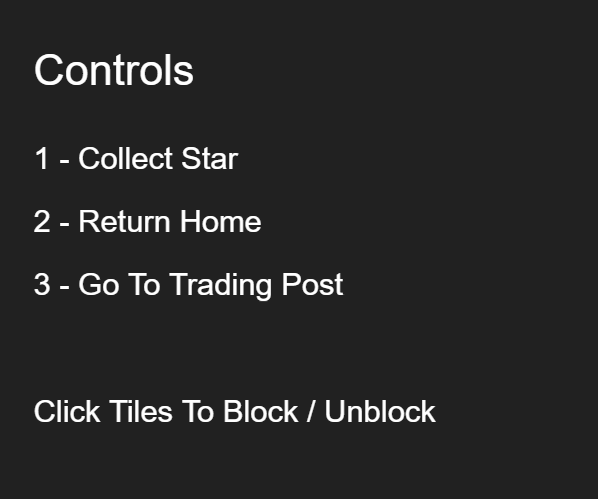 Controls
1 - Collect Star
2 - Return Home
3 - Go To Trading Post
Click Tiles To Block / Unblock